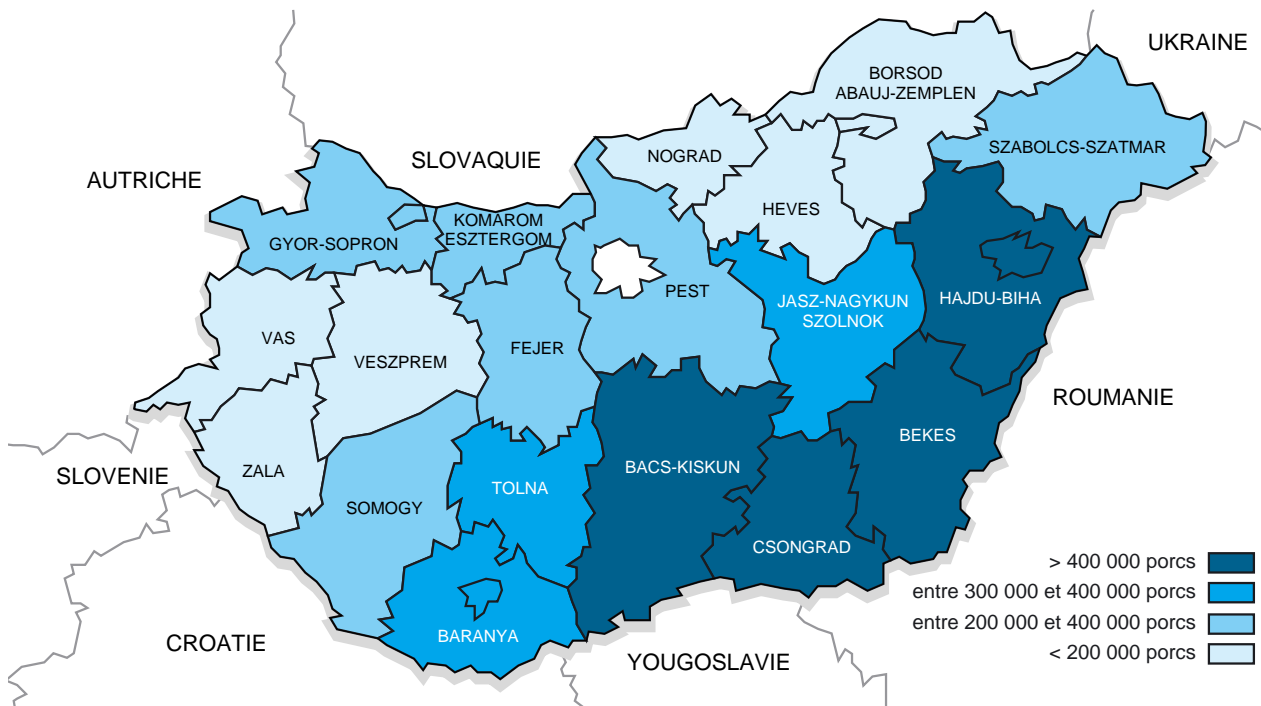 UKRAINE
BORSOD
ABAUJ-ZEMPLEN
SZABOLCS-SZATMAR
NOGRAD
SLOVAQUIE
AUTRICHE
HEVES
KOMAROM
ESZTERGOM
GYOR-SOPRON
PEST
JASZ-NAGYKUN
SZOLNOK
HAJDU-BIHA
VAS
VESZPREM
FEJER
ROUMANIE
BEKES
ZALA
SLOVENIE
BACS-KISKUN
TOLNA
SOMOGY
CSONGRAD
BARANYA
CROATIE
YOUGOSLAVIE
> 400 000 porcs
entre 300 000 et 400 000 porcs
entre 200 000 et 400 000 porcs
< 200 000 porcs